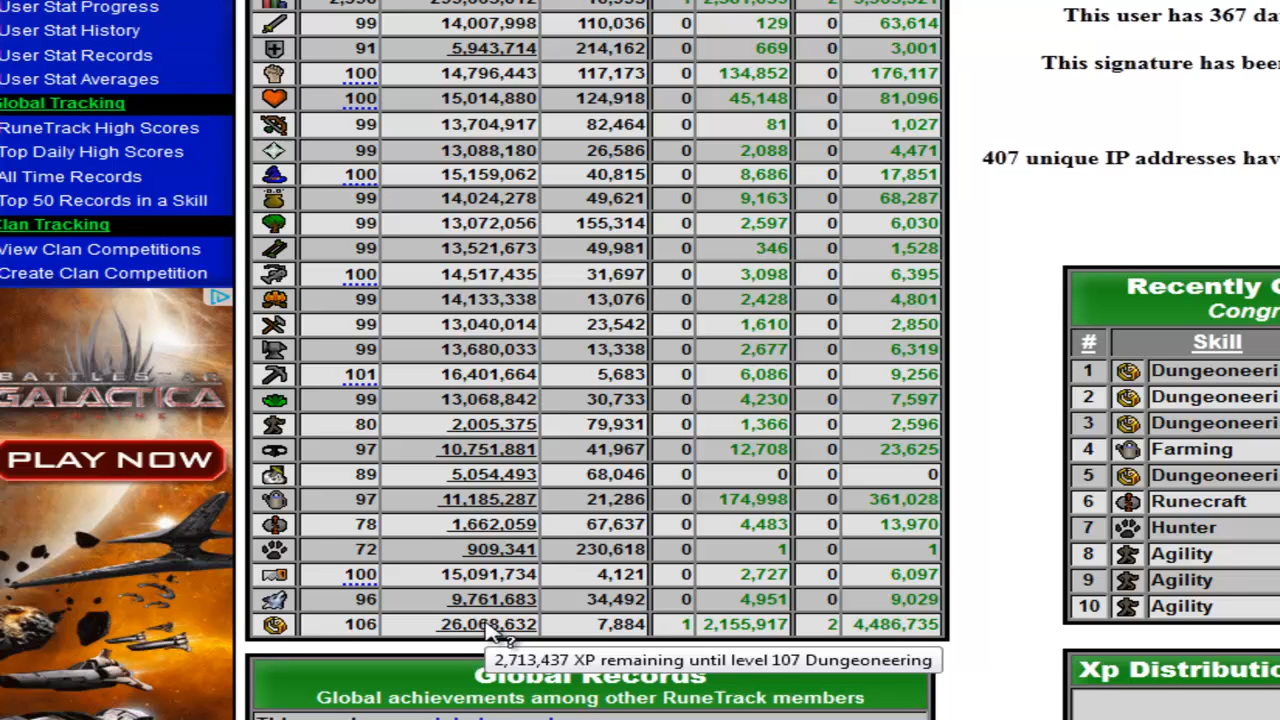 User Stat Progress
User Stat History
User Stat Records
User Stat Averages
Global Tracking
RuneTrack High Scores
Top Daily High Scores
All Time Records
Top 50 Records in a Skill
Clan Tracking
View Clan Competitions
Create Clan Competition
BATTLESTAR
GALACTICA
ONLINE
PLAY NOW
99 14,007,998 110,036 0 129 0 63,614
91 5,943,714 214,162 0 669 0 3,001
100 14,796,443 117,173 0 134,852 0 176,117
100 15,014,880 124,918 0 45,148 0 81,096
99 13,704,917 82,464 0 81 0 1,027
99 13,088,180 26,586 0 2,088 0 4,471
100 15,159,062 40,815 0 8,686 0 17,851
99 14,024,278 49,621 0 9,163 0 68,287
99 13,072,056 155,314 0 2,597 0 6,030
99 13,521,673 49,981 0 346 0 1,528
100 14,517,435 31,697 0 3,098 0 6,395
99 14,133,338 13,076 0 2,428 0 4,801
99 13,040,014 23,542 0 1,610 0 2,850
99 13,680,033 13,338 0 2,677 0 6,319
101 16,401,664 5,683 0 6,086 0 9,256
99 13,068,842 30,733 0 4,230 0 7,597
80 2,005,375 79,931 0 1,366 0 2,596
97 10,751,881 41,967 0 12,708 0 23,625
89 5,054,493 68,046 0 0 0 0
97 11,185,287 21,286 0 174,998 0 361,028
78 1,662,059 67,637 0 4,483 0 13,970
72 909,341 230,618 0 1 0 1
100 15,091,734 4,121 0 2,727 0 6,097
96 9,761,683 34,492 0 4,951 0 9,029
106 26,068,632 7,884 1 2,155,917 2 4,486,735
2,713,437 XP remaining until level 107 Dungeoneering
Global Records
Global achievements among other RuneTrack members
This user has 367 da
This signature has bee
407 unique IP addresses hav
Recently
Congr
# Skill
1 Dungeoneeri
2 Dungeoneeri
3 Dungeoneeri
4 Farming
5 Dungeoneeri
6 Runecraft
7 Hunter
8 Agility
9 Agility
10 Agility
Xp Distributio